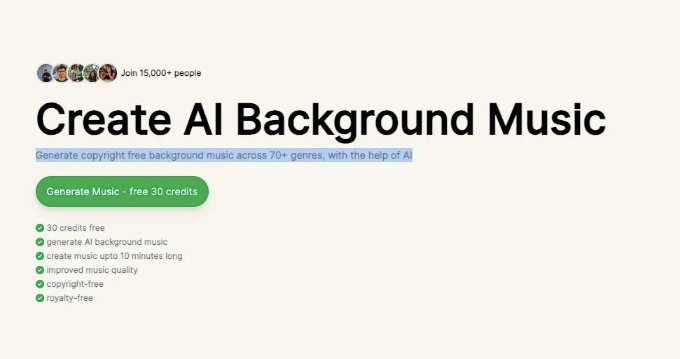 Join 15,000+ people
Create AI Background Music
Generate copyright free background music across 70+ genres, with the help of AI
Generate Music - free 30 credits
30 credits free
generate AI background music
create music upto 10 minutes long
improved music quality
copyright-free
royalty-free